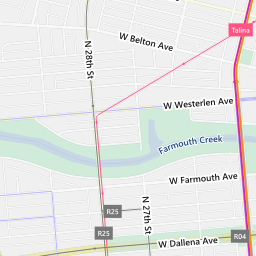 Talina
W Belton Ave
N 28th St
W Westerlen Ave
Farmouth Creek
W Farmouth Ave
R25
N 27th St
R25
R04
W Dallena Ave